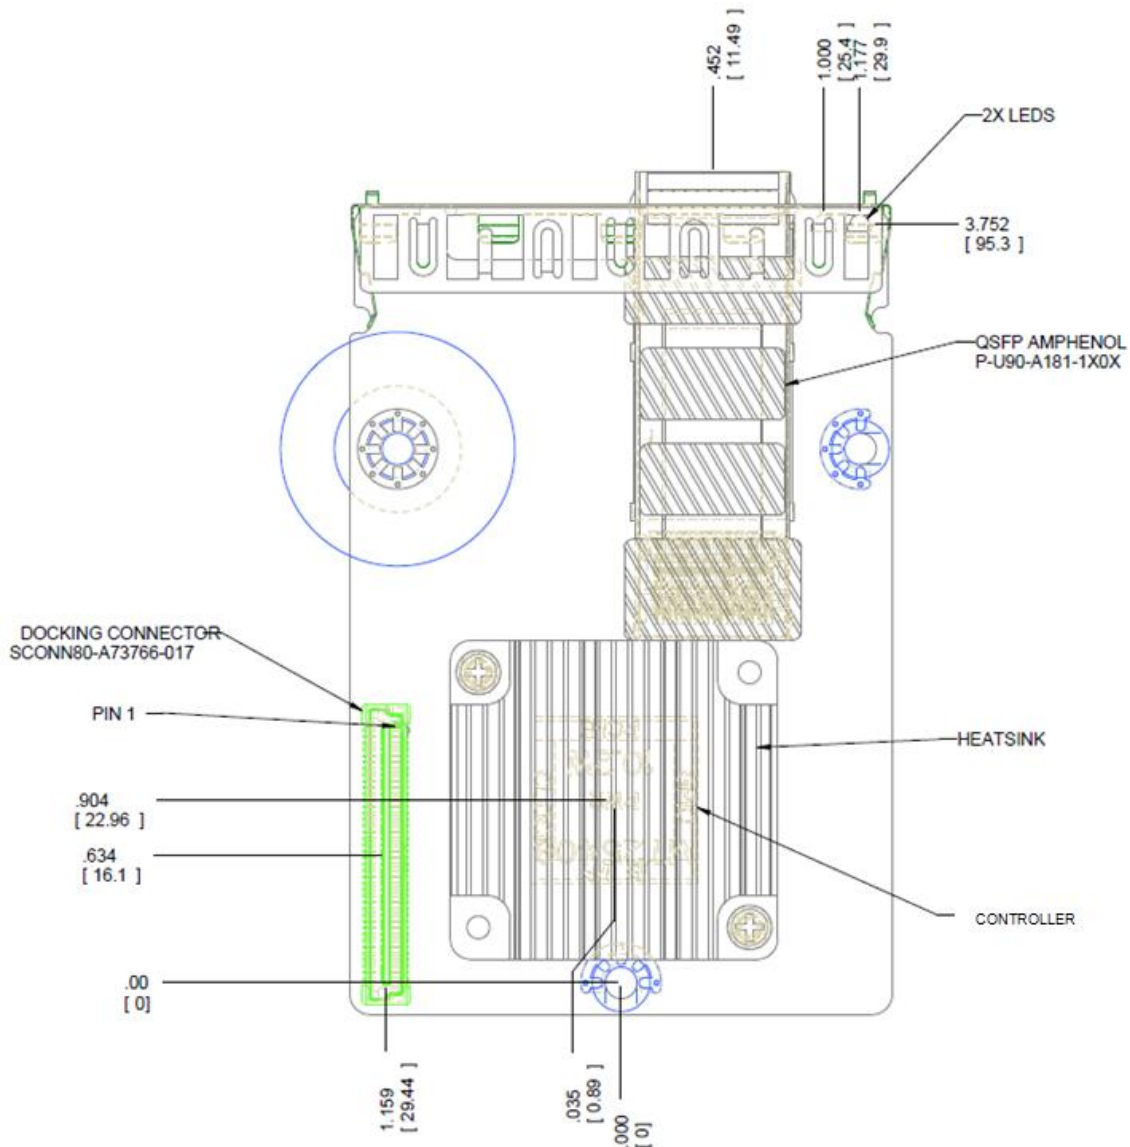 .452
[ 11.49 ]
1.000
[ 25.4 ]
1.177
[ 29.9 ]
2X LEDS
3.752
[ 95.3 ]
QSFP AMPHENOL
P-U90-A181-1X0X
DOCKING CONNECTOR
SCONN80-A73766-017
PIN 1
HEATSINK
.904
[ 22.96 ]
.634
[ 16.1 ]
CONTROLLER
.00
[ 0]
1.159
[ 29.44 ]
.035
[ 0.89 ]
.000
[ 0]